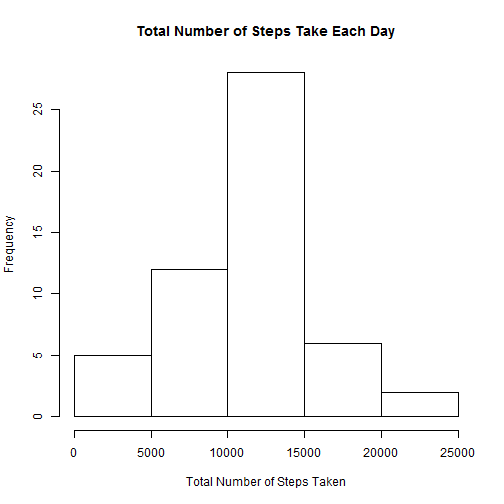 Total Number of Steps Take Each Day
Frequency
25
20
15
10
5
0
0 5000 10000 15000 20000 25000
Total Number of Steps Taken